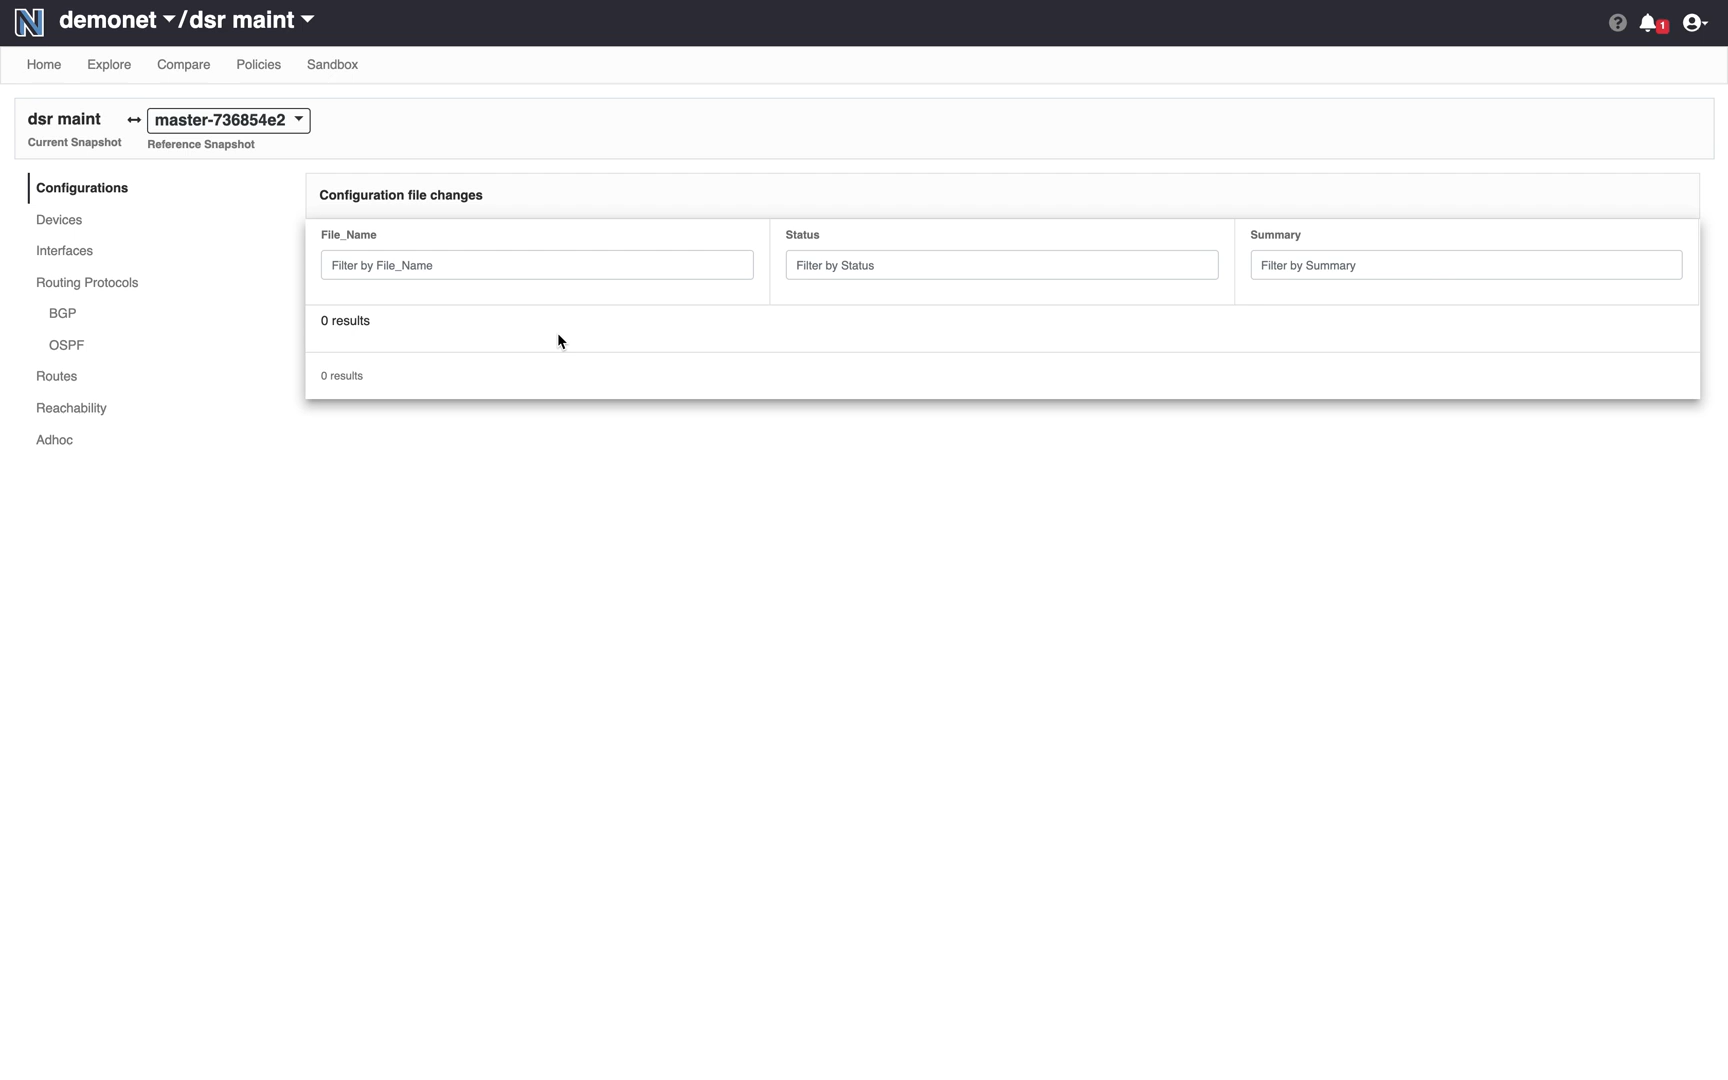 demonet / dsr maint
1
Home Explore Compare Policies Sandbox
dsr maint ↔ master-736854e2
Current Snapshot Reference Snapshot
Configurations
Devices
Interfaces
Routing Protocols
BGP
OSPF
Routes
Reachability
Adhoc
Configuration file changes
File_Name Status Summary
Filter by File_Name Filter by Status Filter by Summary
0 results
0 results